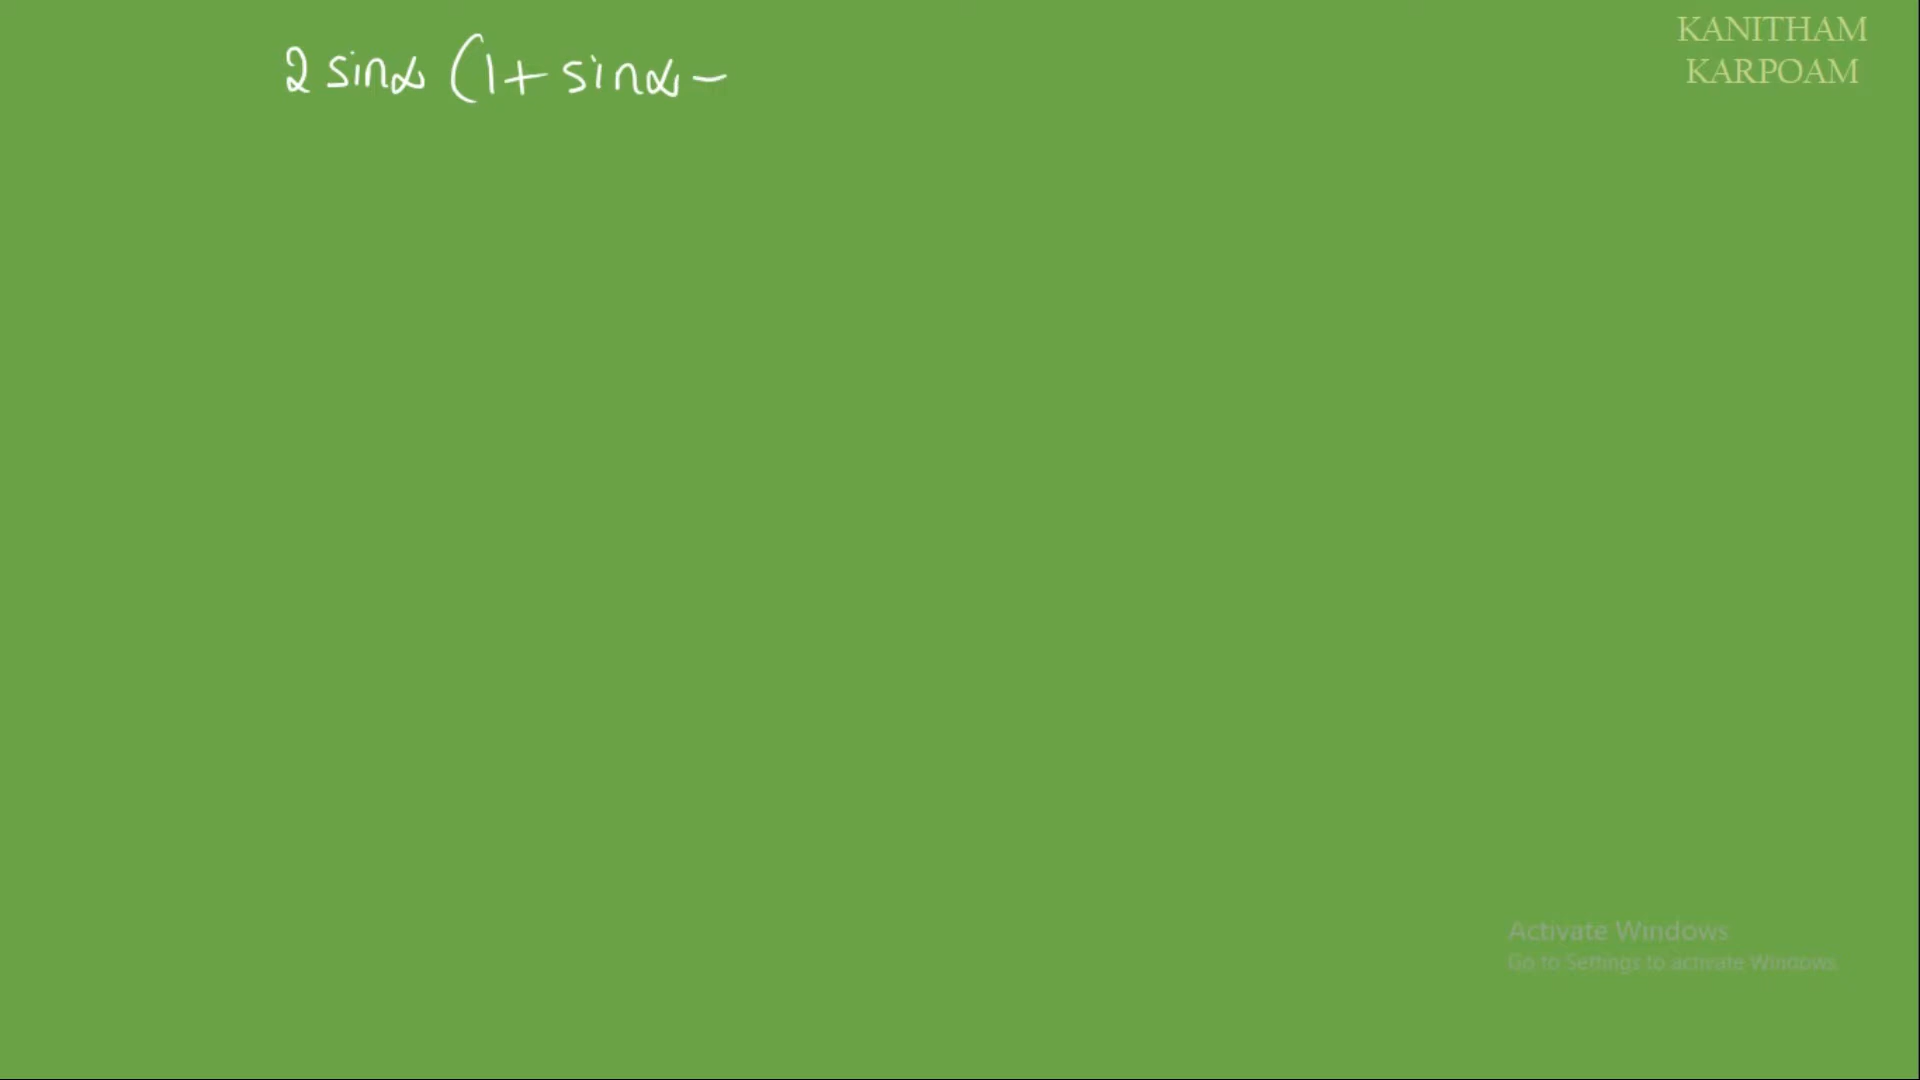 2 sinα (1 + sinα −
KANITHAM
KARPOAM
Activate Windows
Go to Settings to activate Windows.